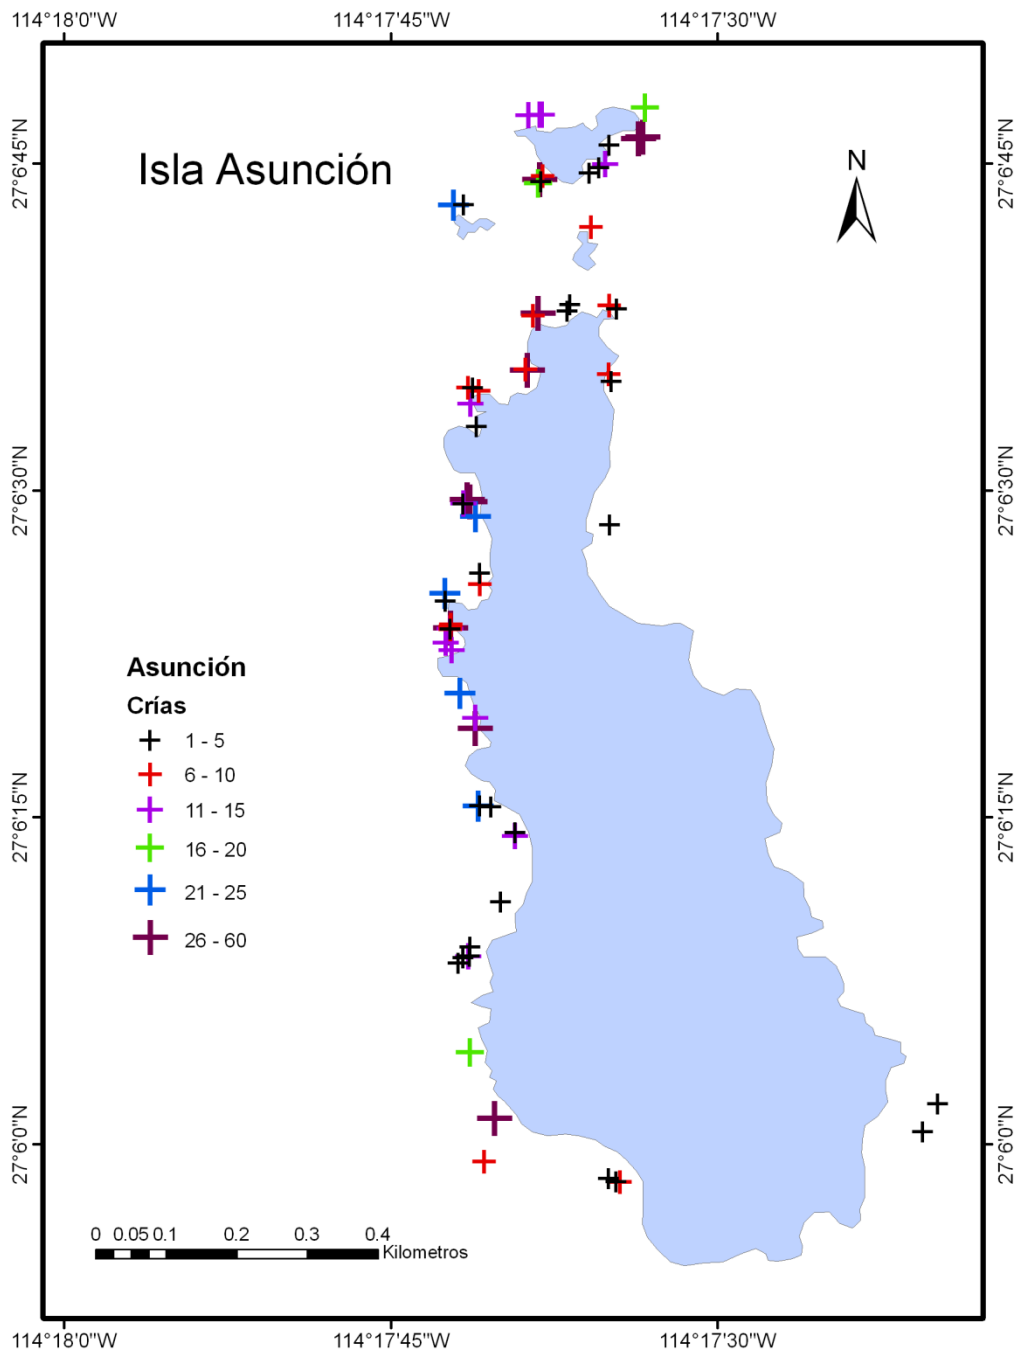 114°18'0"W 114°17'45"W 114°17'30"W
27°6'45"N 27°6'45"N
Isla Asunción
N
27°6'30"N 27°6'30"N
Asunción
Crías
1 - 5
6 - 10
11 - 15
16 - 20
21 - 25
26 - 60
27°6'15"N 27°6'15"N
27°6'0"N 27°6'0"N
0 0.05 0.1 0.2 0.3 0.4
Kilometros
114°18'0"W 114°17'45"W 114°17'30"W